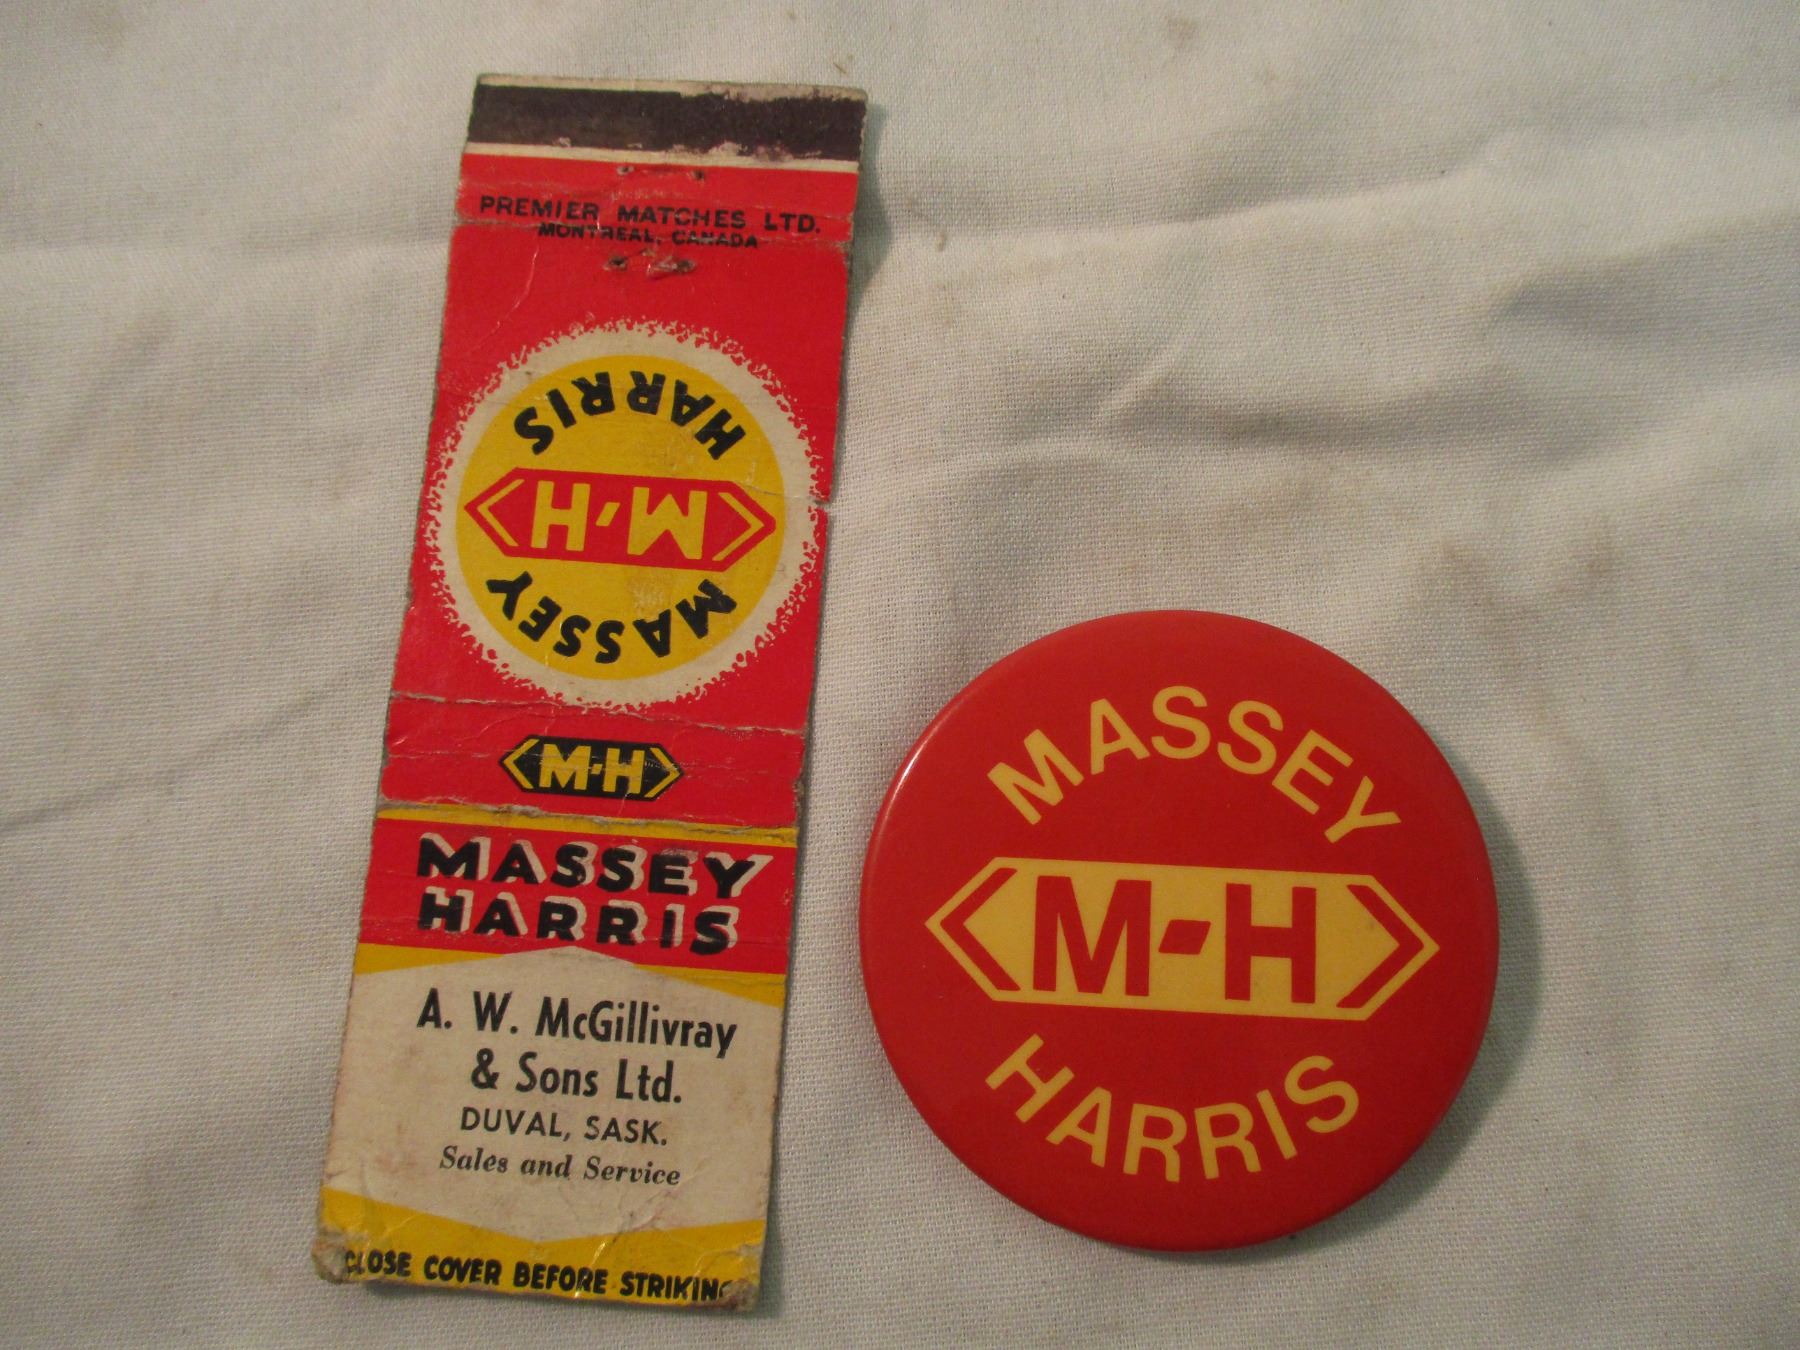 PREMIER MATCHES LTD.
MONTREAL, CANADA
MASSEY
M-H
HARRIS
M-H
MASSEY
HARRIS
A. W. McGillivray
& Sons Ltd.
DUVAL, SASK.
Sales and Service
CLOSE COVER BEFORE STRIKING
MASSEY
M-H
HARRIS